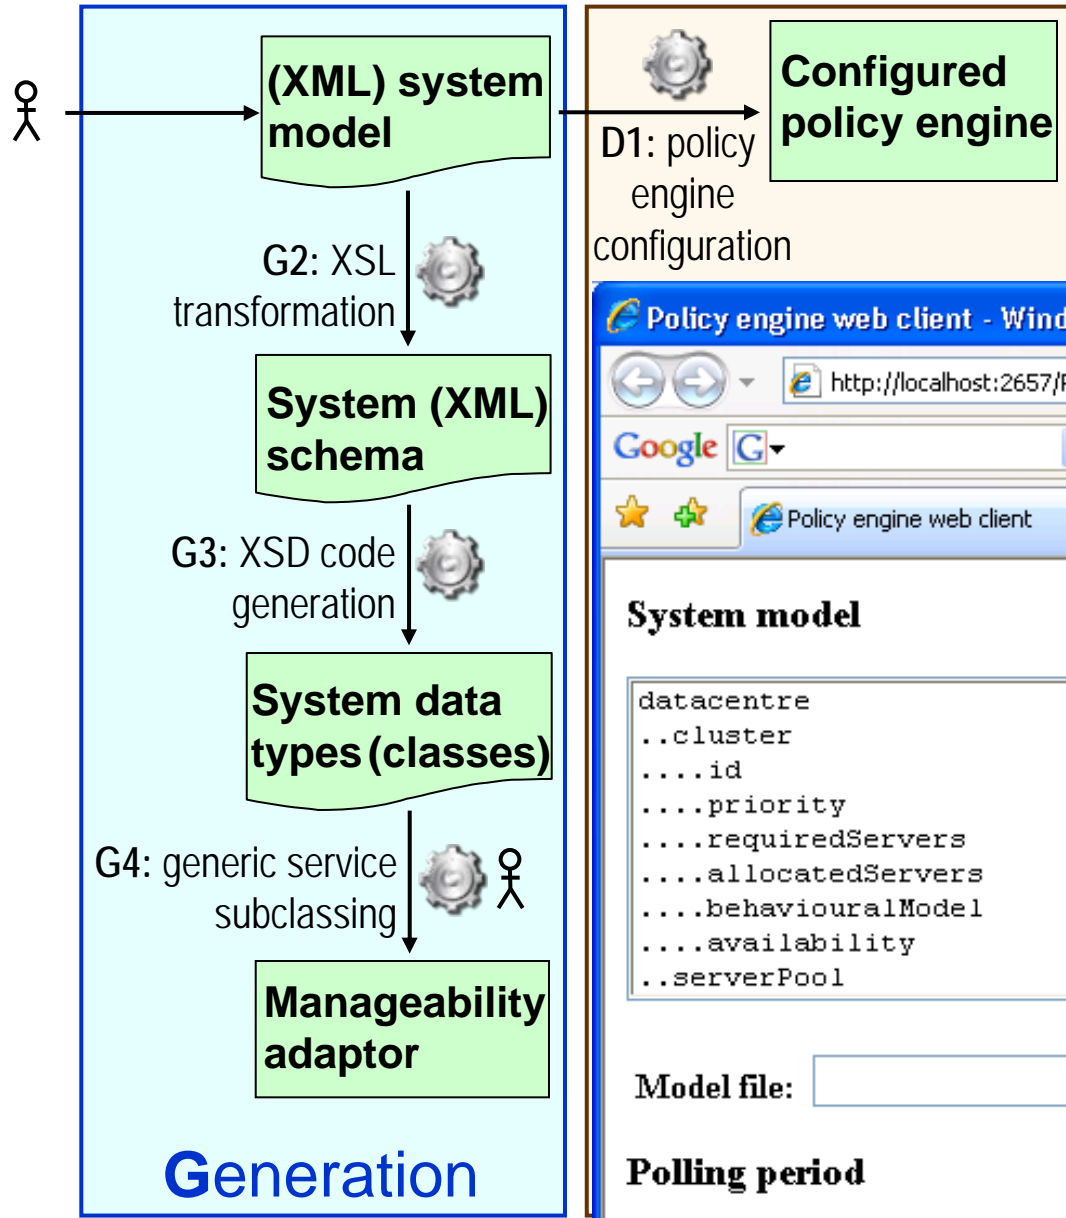 (XML) system
model
G2: XSL
transformation
System (XML)
schema
G3: XSD code
generation
System data
types (classes)
G4: generic service
subclassing
Manageability
adaptor
Generation
Configured
policy engine
D1: policy
engine
configuration
Policy engine web client - Wind
http://localhost:2657/P
Google G
Policy engine web client
System model
datacentre
..cluster
....id
....priority
....requiredServers
....allocatedServers
....behaviouralModel
....availability
..serverPool
Model file:
Polling period